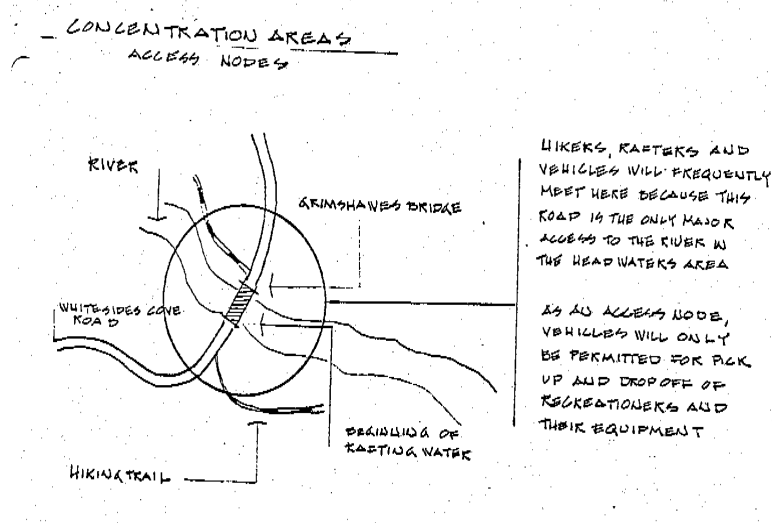 CONCENTRATION AREAS
ACCESS NODES
RIVER
GRIMSHAWES BRIDGE
WHITESIDES COVE
ROAD
BEGINNING OF
RAFTING WATER
HIKING TRAIL
HIKERS, RAFTERS AND
VEHICLES WILL FREQUENTLY
MEET HERE BECAUSE THIS
ROAD IS THE ONLY MAJOR
ACCESS TO THE RIVER IN
THE HEADWATERS AREA
AS AN ACCESS NODE,
VEHICLES WILL ONLY
BE PERMITTED FOR PICK
UP AND DROP OFF OF
RECREATIONERS AND
THEIR EQUIPMENT